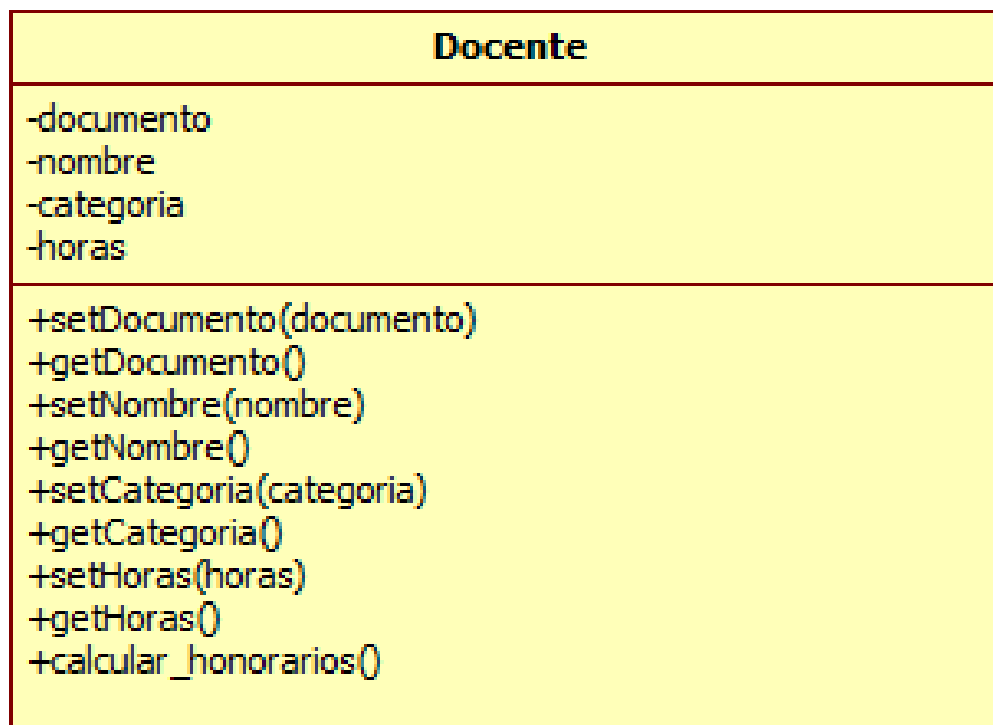 Docente
-documento
-nombre
-categoria
-horas
+setDocumento(documento)
+getDocumento()
+setNombre(nombre)
+getNombre()
+setCategoria(categoria)
+getCategoria()
+setHoras(horas)
+getHoras()
+calcular_honorarios()